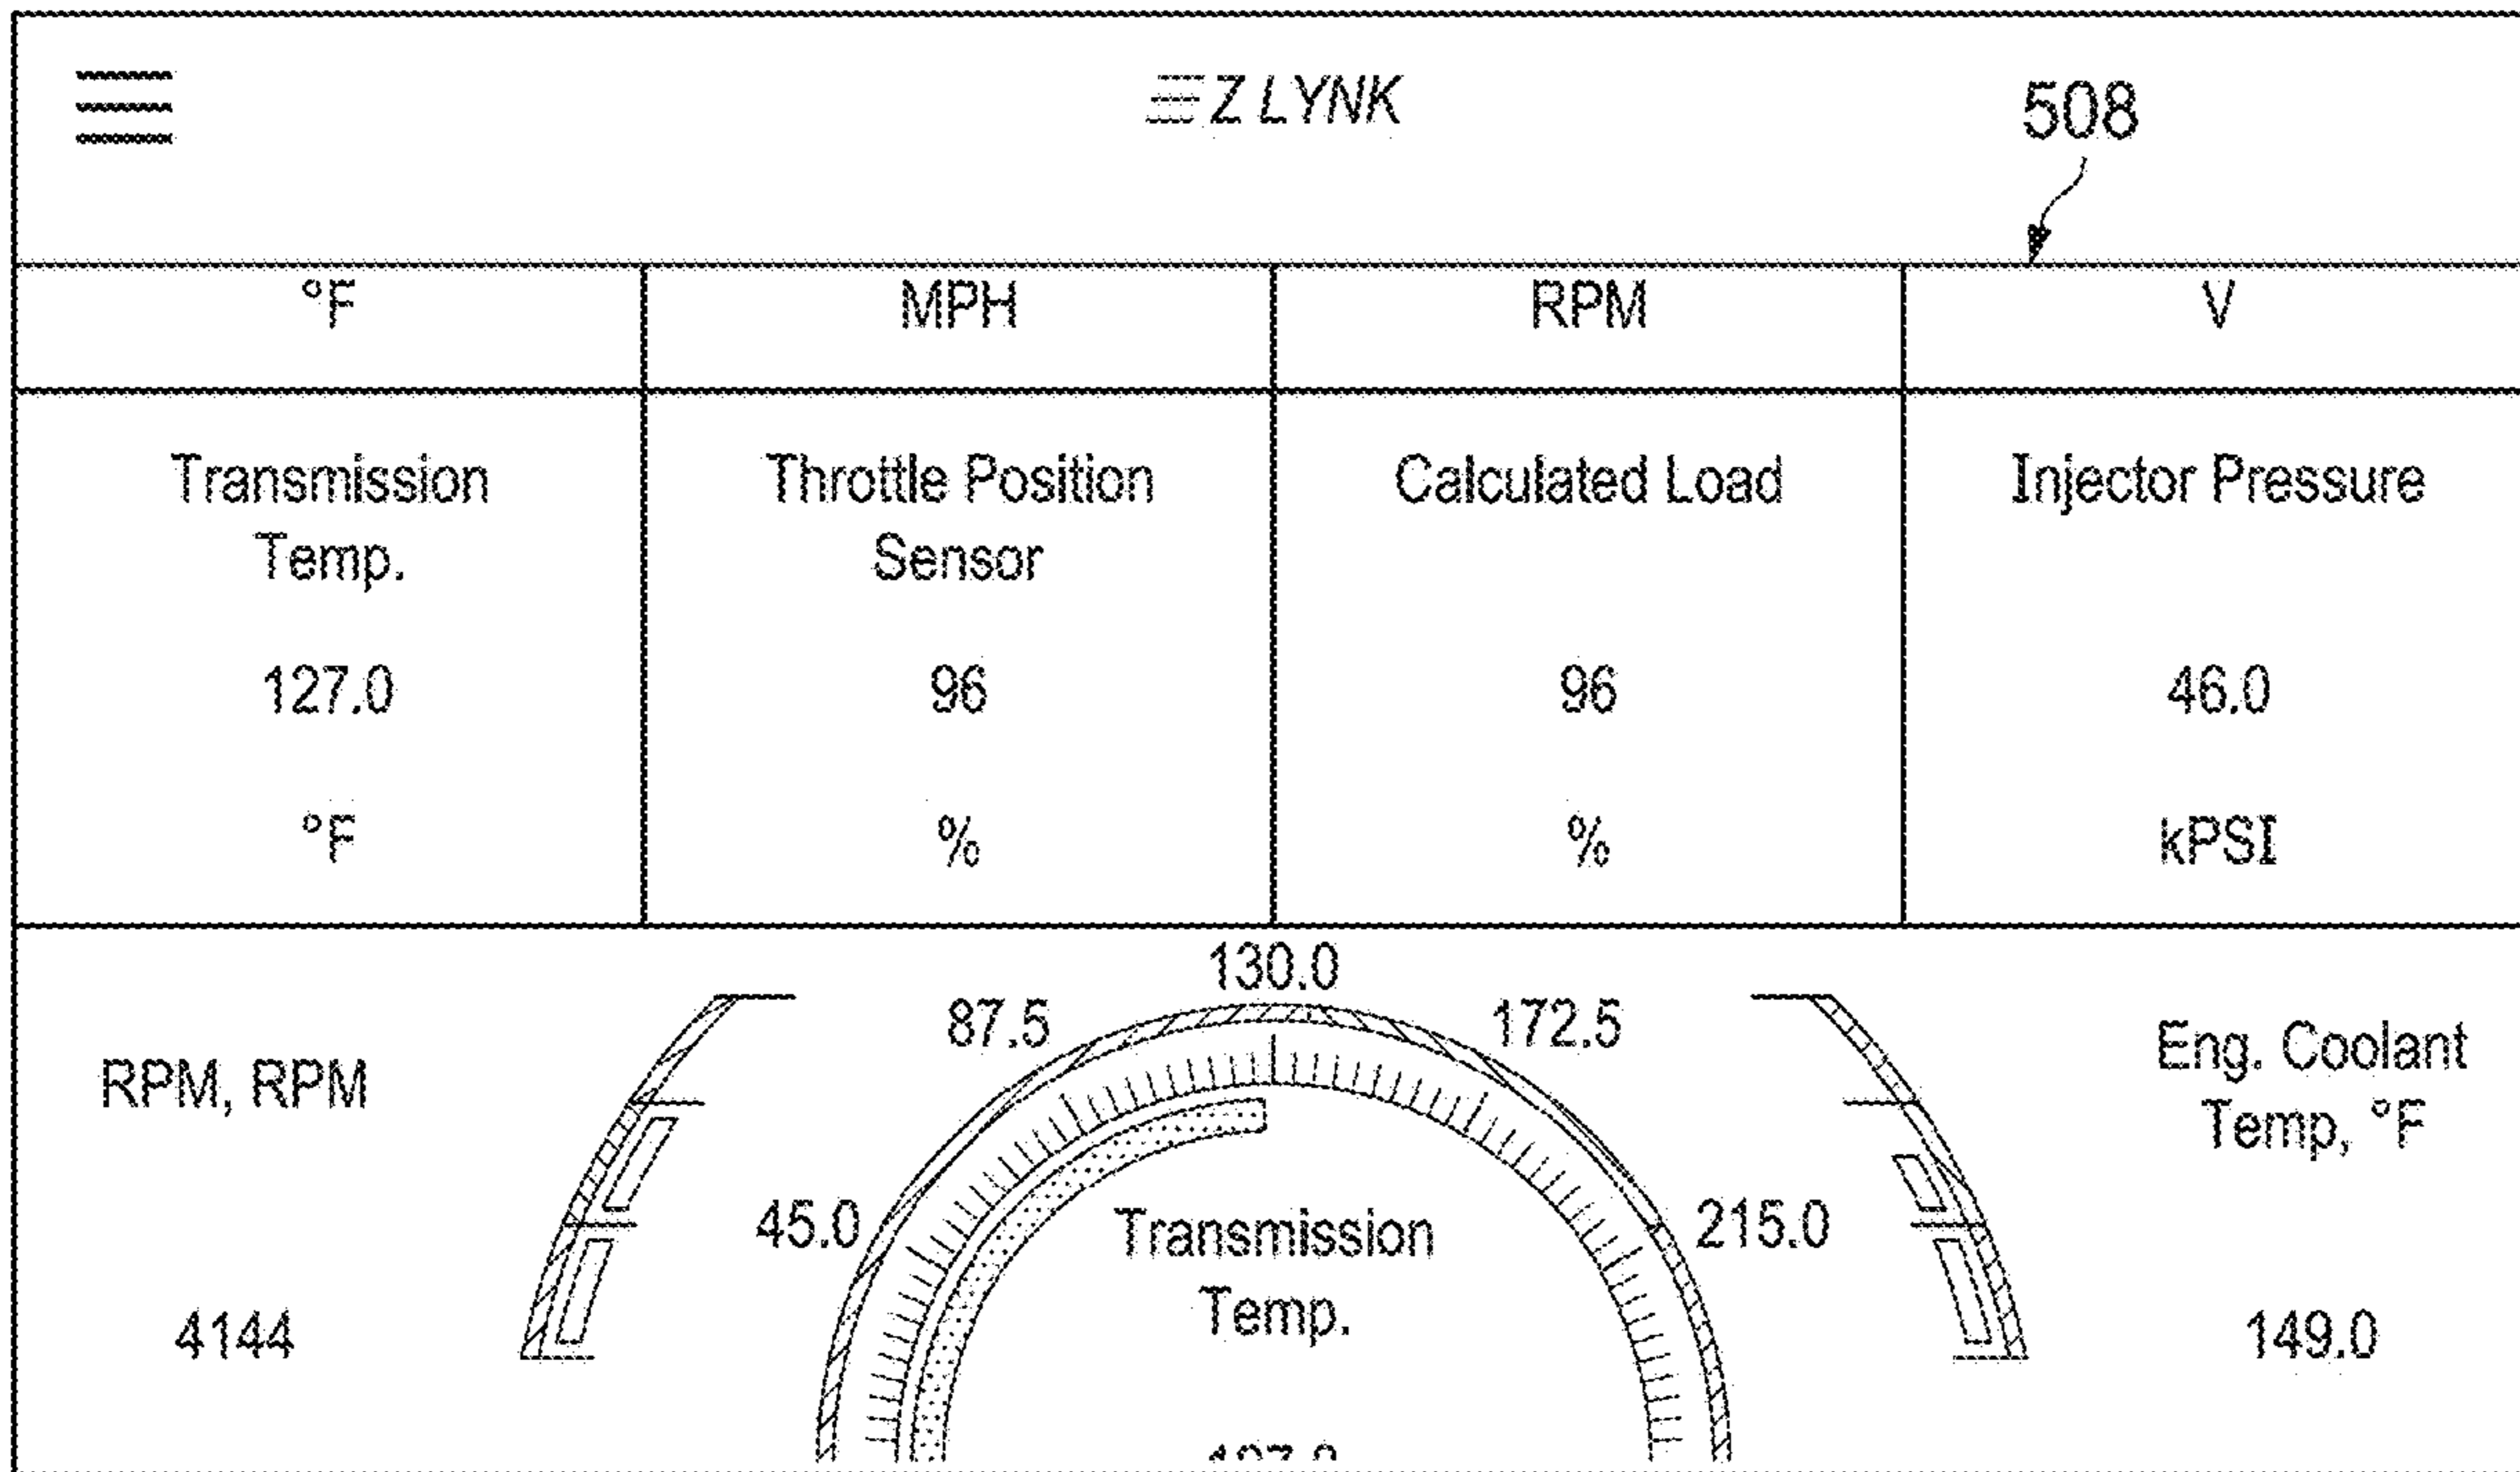 Z LYNK
508
°F MPH RPM V
Transmission Throttle Position Calculated Load Injector Pressure
Temp. Sensor
127.0 96 96 46.0
°F % % kPSI
130.0
87.5 172.5
RPM, RPM Eng. Coolant
Temp, °F
45.0 Transmission 215.0
Temp.
4144 149.0